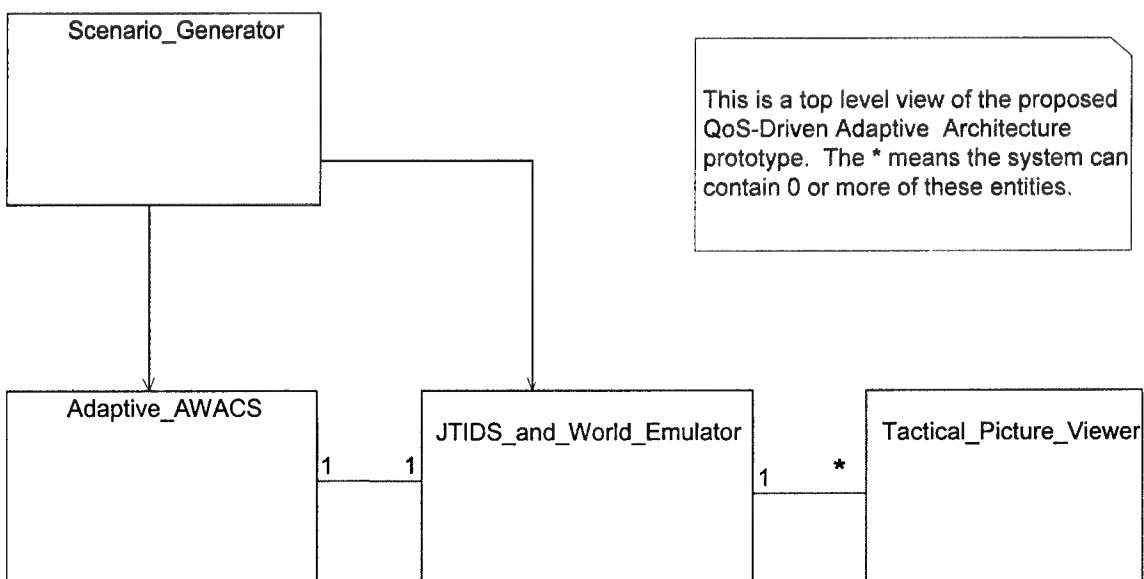 Scenario_Generator
This is a top level view of the proposed
QoS-Driven Adaptive Architecture
prototype. The * means the system can
contain 0 or more of these entities.
Adaptive_AWACS
JTIDS_and_World_Emulator
Tactical_Picture_Viewer
1
1
1
*